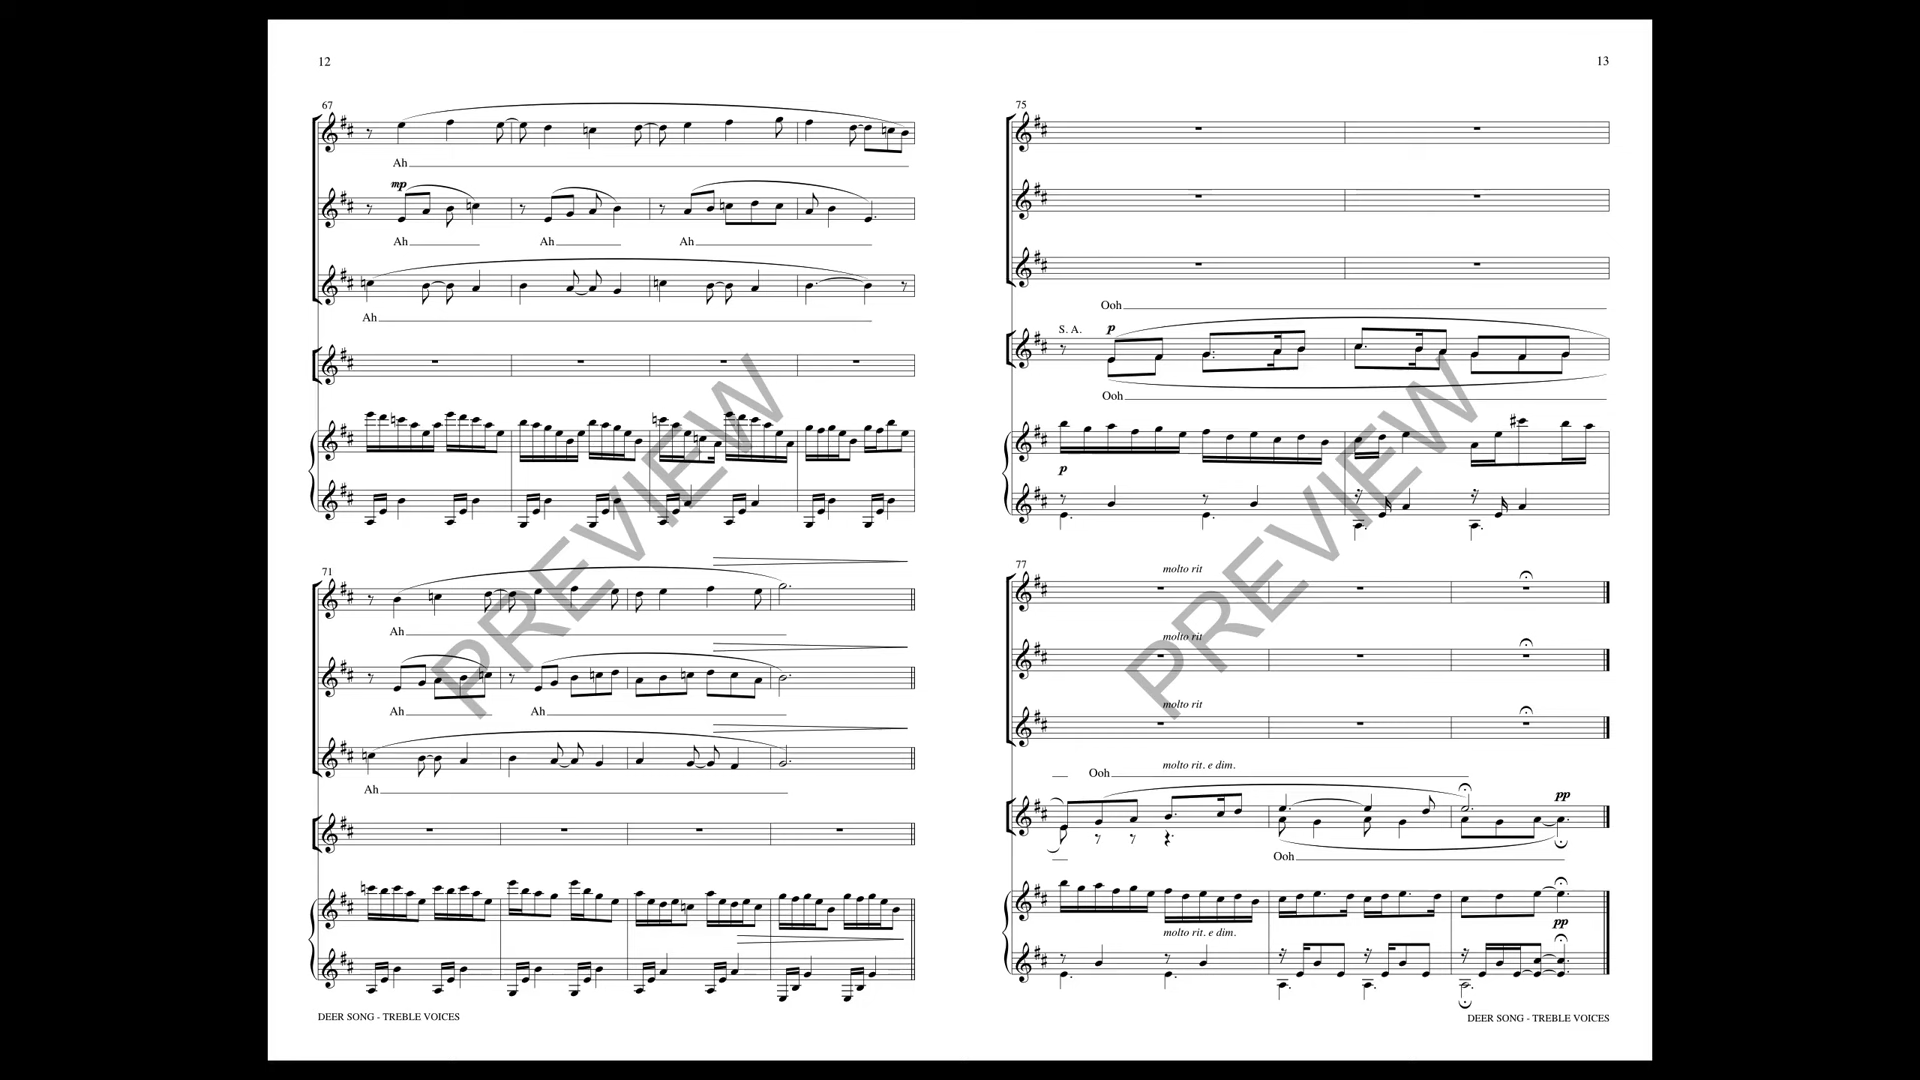 12
67
Ah
mp
Ah Ah Ah
Ah
71
Ah
Ah Ah
Ah
DEER SONG - TREBLE VOICES
PREVIEW
13
75
Ooh
S. A. p
Ooh
p
77
molto rit
molto rit
molto rit
molto rit. e dim.
Ooh
pp
Ooh
pp
molto rit. e dim.
DEER SONG - TREBLE VOICES
PREVIEW